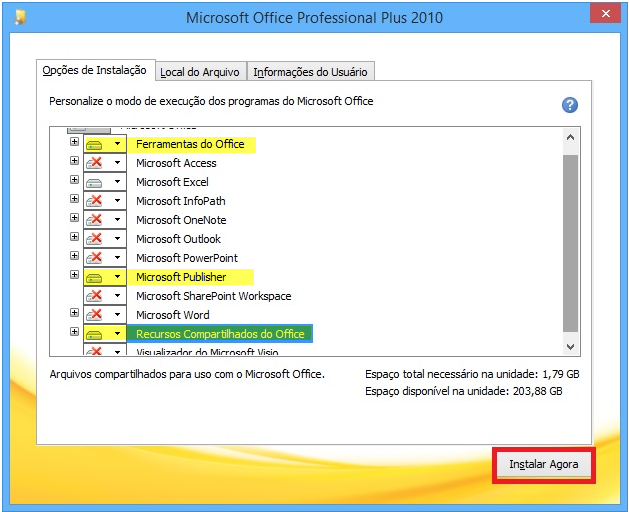 Microsoft Office Professional Plus 2010
Opções de Instalação
Local do Arquivo
Informações do Usuário
Personalize o modo de execução dos programas do Microsoft Office
Microsoft Office
Ferramentas do Office
Microsoft Access
Microsoft Excel
Microsoft InfoPath
Microsoft OneNote
Microsoft Outlook
Microsoft PowerPoint
Microsoft Publisher
Microsoft SharePoint Workspace
Microsoft Word
Recursos Compartilhados do Office
Visualizador do Microsoft Visio
Arquivos compartilhados para uso com o Microsoft Office.
Espaço total necessário na unidade: 1,79 GB
Espaço disponível na unidade: 203,88 GB
Instalar Agora